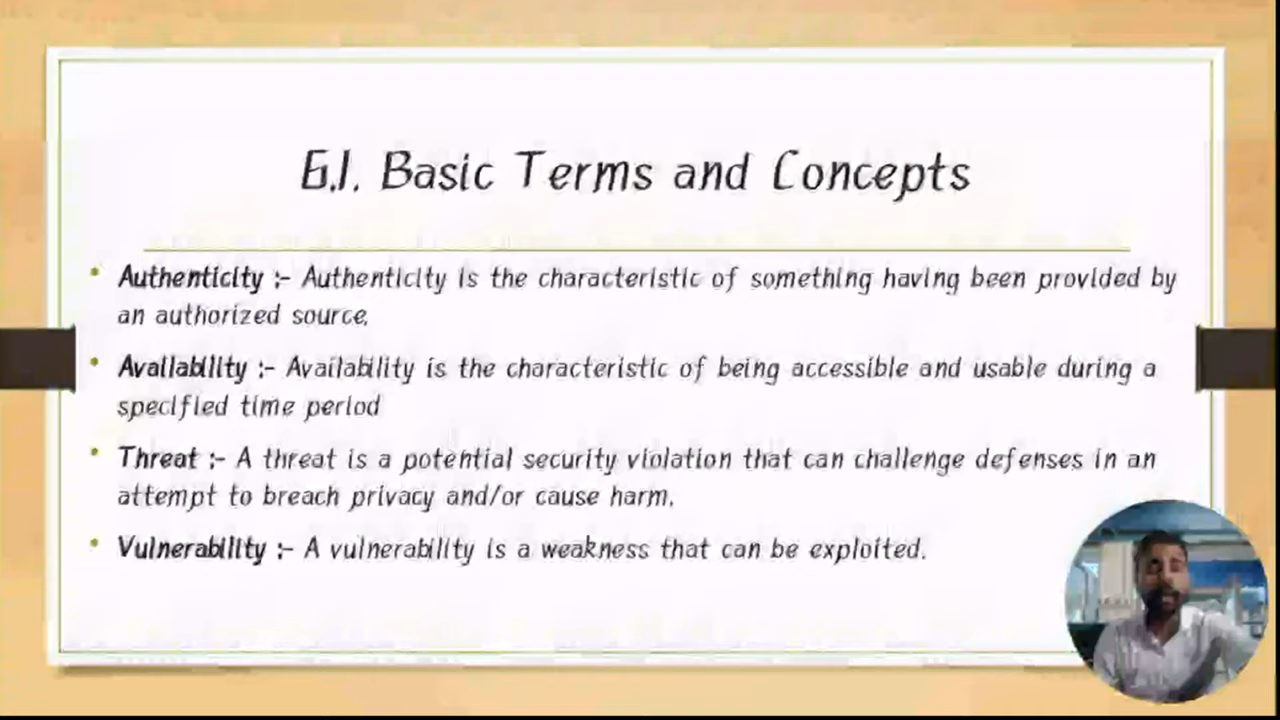 6.1. Basic Terms and Concepts
• Authenticity :- Authenticity is the characteristic of something having been provided by
an authorized source.
• Availability :- Availability is the characteristic of being accessible and usable during a
specified time period
• Threat :- A threat is a potential security violation that can challenge defenses in an
attempt to breach privacy and/or cause harm.
• Vulnerability :- A vulnerability is a weakness that can be exploited.